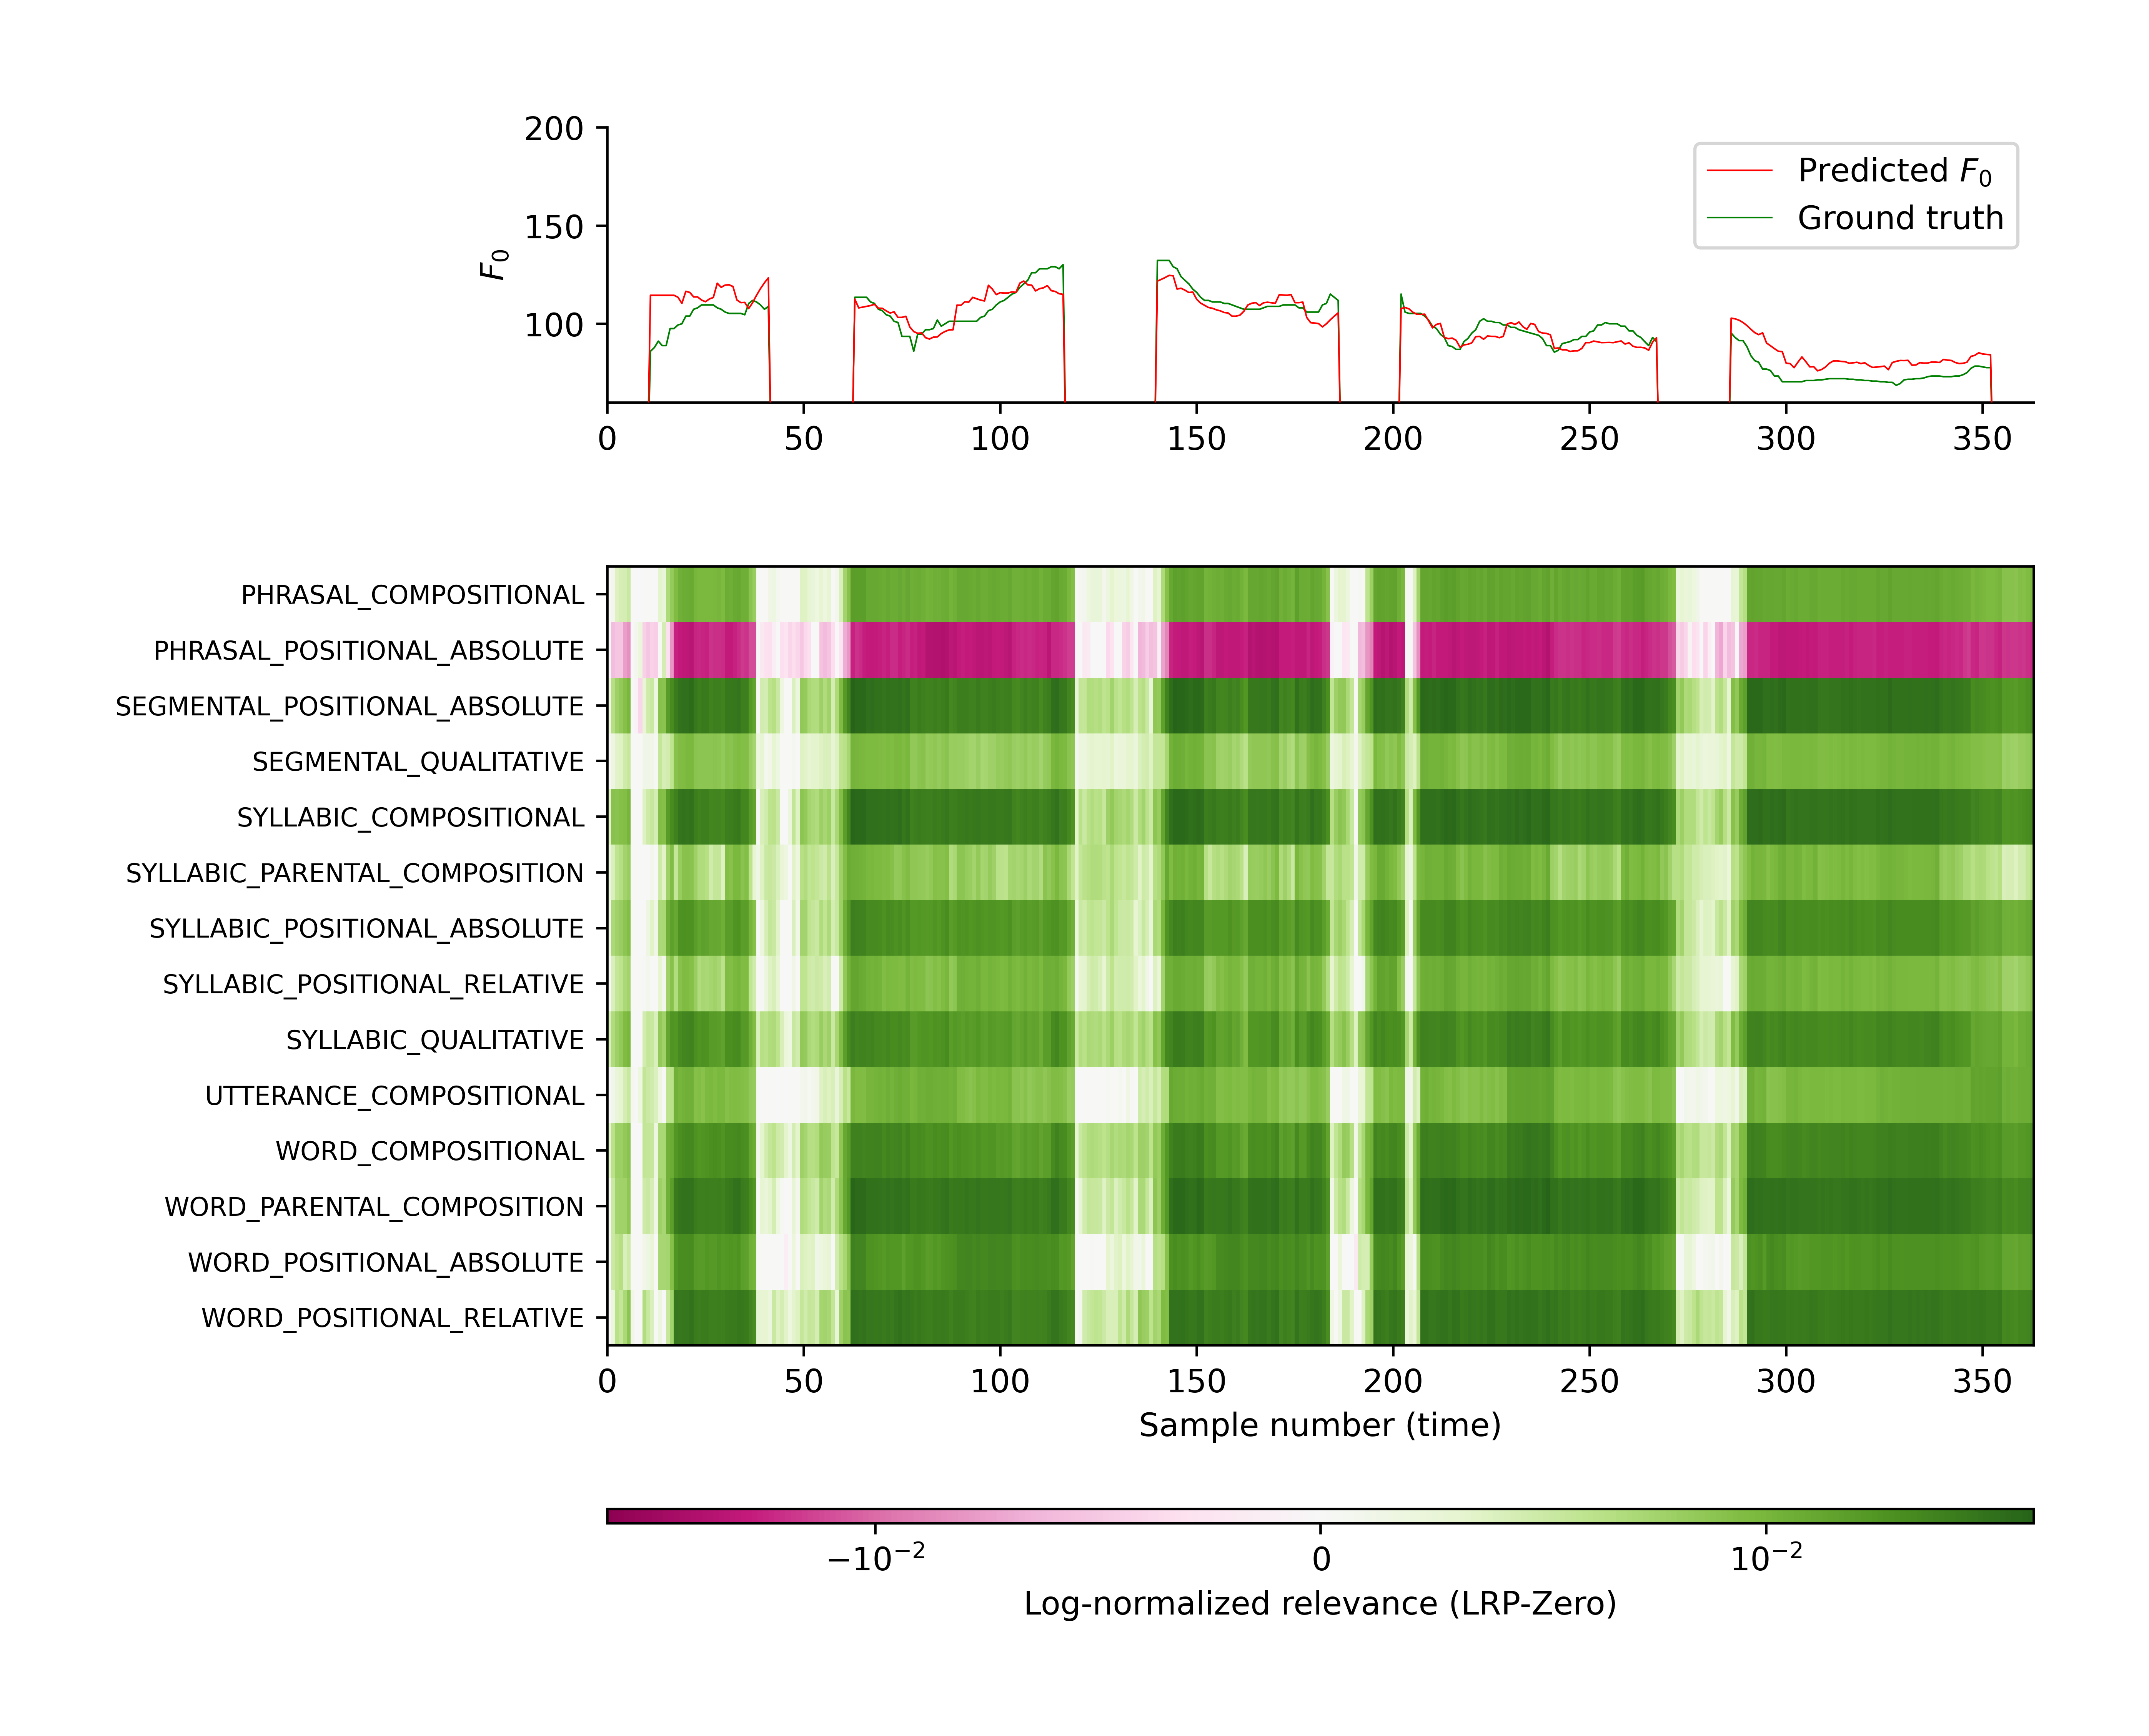 200
150
100
F₀
Predicted F₀
Ground truth
0 50 100 150 200 250 300 350
PHRASAL_COMPOSITIONAL
PHRASAL_POSITIONAL_ABSOLUTE
SEGMENTAL_POSITIONAL_ABSOLUTE
SEGMENTAL_QUALITATIVE
SYLLABIC_COMPOSITIONAL
SYLLABIC_PARENTAL_COMPOSITION
SYLLABIC_POSITIONAL_ABSOLUTE
SYLLABIC_POSITIONAL_RELATIVE
SYLLABIC_QUALITATIVE
UTTERANCE_COMPOSITIONAL
WORD_COMPOSITIONAL
WORD_PARENTAL_COMPOSITION
WORD_POSITIONAL_ABSOLUTE
WORD_POSITIONAL_RELATIVE
0 50 100 150 200 250 300 350
Sample number (time)
−10⁻² 0 10⁻²
Log-normalized relevance (LRP-Zero)